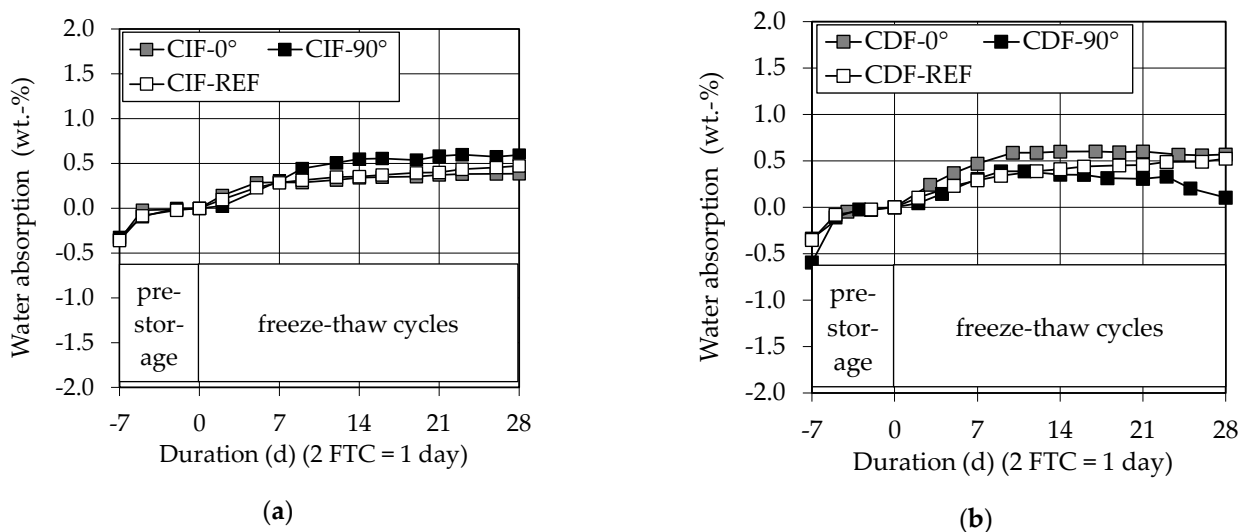 2.0
CIF-0° CIF-90°
1.5
CIF-REF
1.0
0.5
0.0
-0.5
-1.0
-1.5
-2.0
Water absorption (wt.-%)
pre-
stor-
age
freeze-thaw cycles
-7 0 7 14 21 28
Duration (d) (2 FTC = 1 day)
(a)
2.0
CDF-0° CDF-90°
1.5
CDF-REF
1.0
0.5
0.0
-0.5
-1.0
-1.5
-2.0
Water absorption (wt.-%)
pre-
stor-
age
freeze-thaw cycles
-7 0 7 14 21 28
Duration (d) (2 FTC = 1 day)
(b)